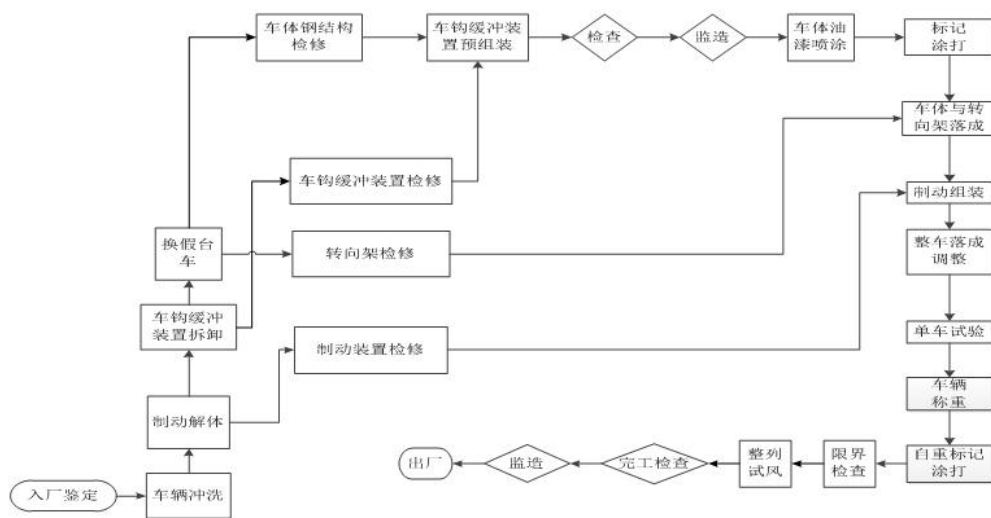 车体钢结构
检修
车钩缓冲装
置预组装
检查
监造
车体油
漆喷涂
标记
涂打
车体与转
向架落成
车钩缓冲装置检修
制动组装
换假台
车
转向架检修
整车落成
调整
车钩缓冲
装置拆卸
制动装置检修
单车试验
车辆
称重
制动解体
出厂
监造
完工检查
整列
试风
限界
检查
自重标记
涂打
入厂鉴定
车辆冲洗